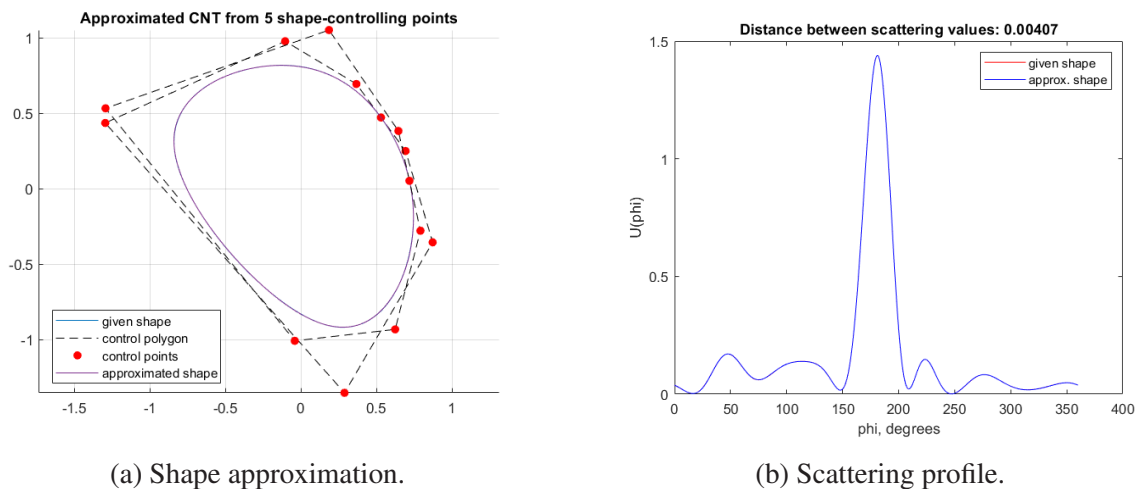 Approximated CNT from 5 shape-controlling points
1
0.5
0
-0.5
-1
-1.5
-1
-0.5
0
0.5
1
given shape
control polygon
control points
approximated shape
(a) Shape approximation.
Distance between scattering values: 0.00407
1.5
1
0.5
0
U(phi)
0
50
100
150
200
250
300
350
400
phi, degrees
given shape
approx. shape
(b) Scattering profile.